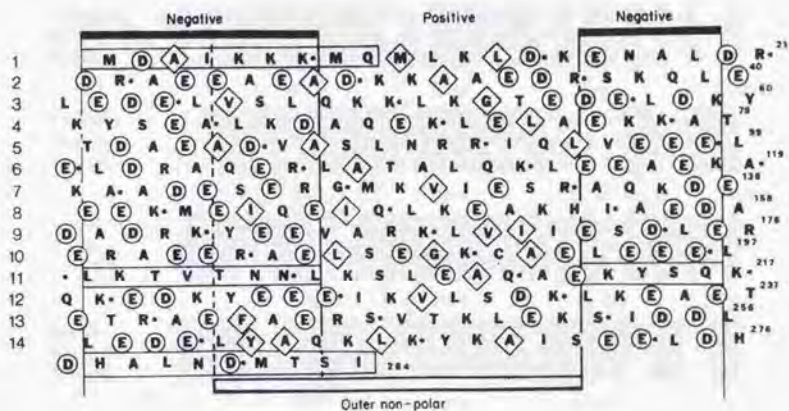 Negative Positive Negative
1 M D A I K K K•M Q M L K L D•K E N A L D R• 21
2 D R•A E E A E A D•K K A A E D R•S K Q L E 40
3 L E D E•L V S L Q K K•L K G T E D E•L D K Y 60
4 K Y S E A•L K D A Q E K•L E L A E K K•A T 79
5 T D A E A D•V A S L N R R•I Q L V E E E•L 99
6 E•L D R A Q E R•L A T A L Q K•L E E A E K A• 119
7 K A•A D E S E R G•M K V I E S R•A Q K D E 138
8 E E K•M E I Q E I Q•L K E A K H I•A E D A 158
9 D A D R K•Y E E V A R K•L V I I E S D•L E R 178
10 E R A E E R•A E L S E G K•C A E L E E E•L 197
11 •L K T V T N N•L K S L E A Q•A E K Y S Q K• 217
12 Q K•E D K Y E E E•I K V L S D K•L K E A E T 237
13 E T R•A E F A E R S•V T K L E K S•I D D L 256
14 L E D E•L Y A Q K L•K Y K A I S E E•L D H 276
D H A L N D•M T S I 284
Outer non-polar